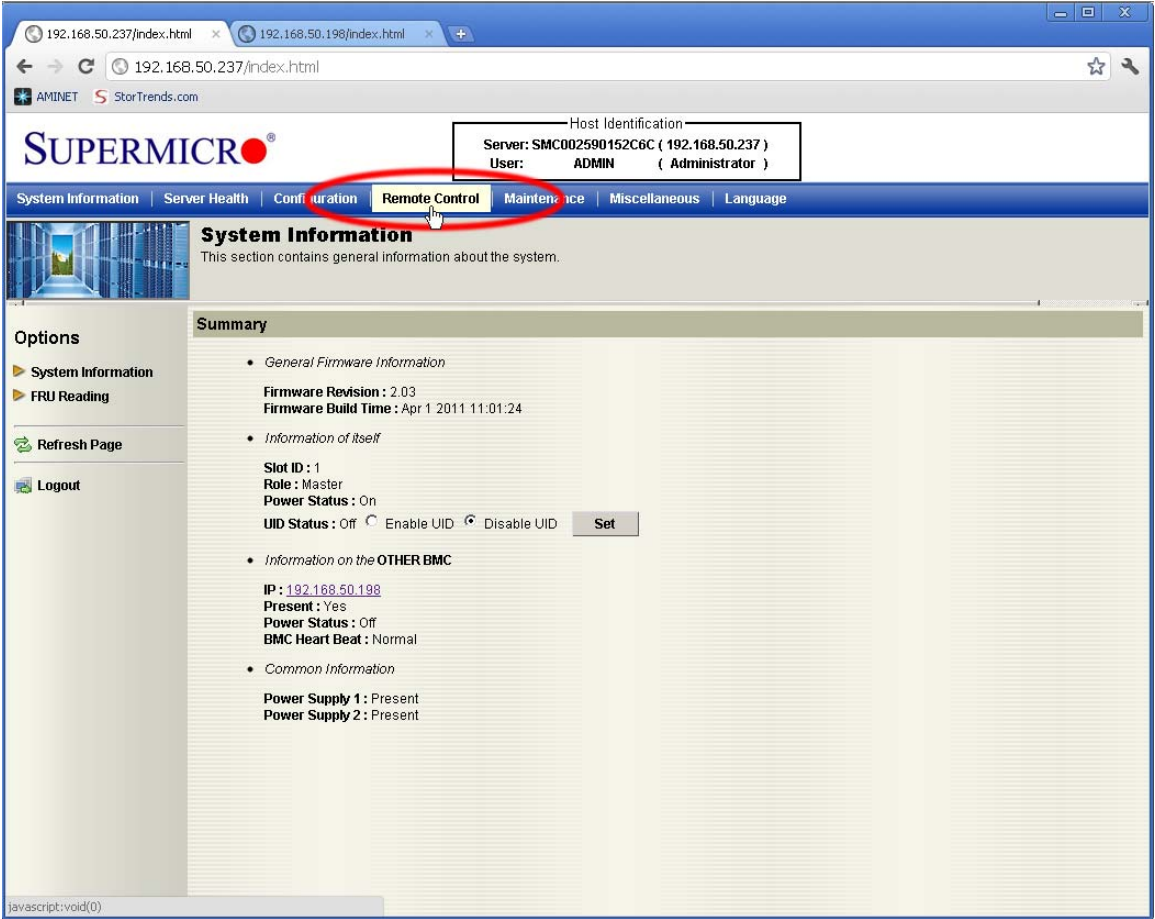 192.168.50.237/index.html
192.168.50.198/index.html
192.168.50.237/index.html
AMINET StorTrends.com
SUPERMICRO®
Host Identification
Server: SMC002590152C6C ( 192.168.50.237 )
User: ADMIN ( Administrator )
System Information | Server Health | Configuration | Remote Control | Maintenance | Miscellaneous | Language
System Information
This section contains general information about the system.
Options
System Information
FRU Reading
Refresh Page
Logout
Summary
• General Firmware Information
Firmware Revision : 2.03
Firmware Build Time : Apr 1 2011 11:01:24
• Information of itself
Slot ID : 1
Role : Master
Power Status : On
UID Status : Off Enable UID Disable UID Set
• Information on the OTHER BMC
IP : 192.168.50.198
Present : Yes
Power Status : Off
BMC Heart Beat : Normal
• Common Information
Power Supply 1 : Present
Power Supply 2 : Present
javascript:void(0)